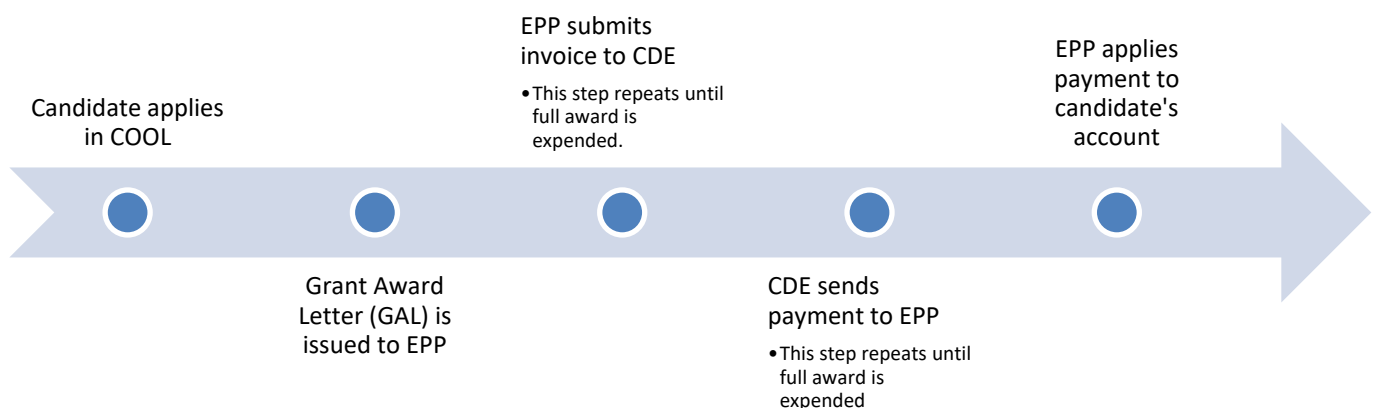 Candidate applies
in COOL
Grant Award
Letter (GAL) is
issued to EPP
EPP submits
invoice to CDE
•This step repeats until
full award is
expended.
CDE sends
payment to EPP
•This step repeats until
full award is
expended
EPP applies
payment to
candidate's
account